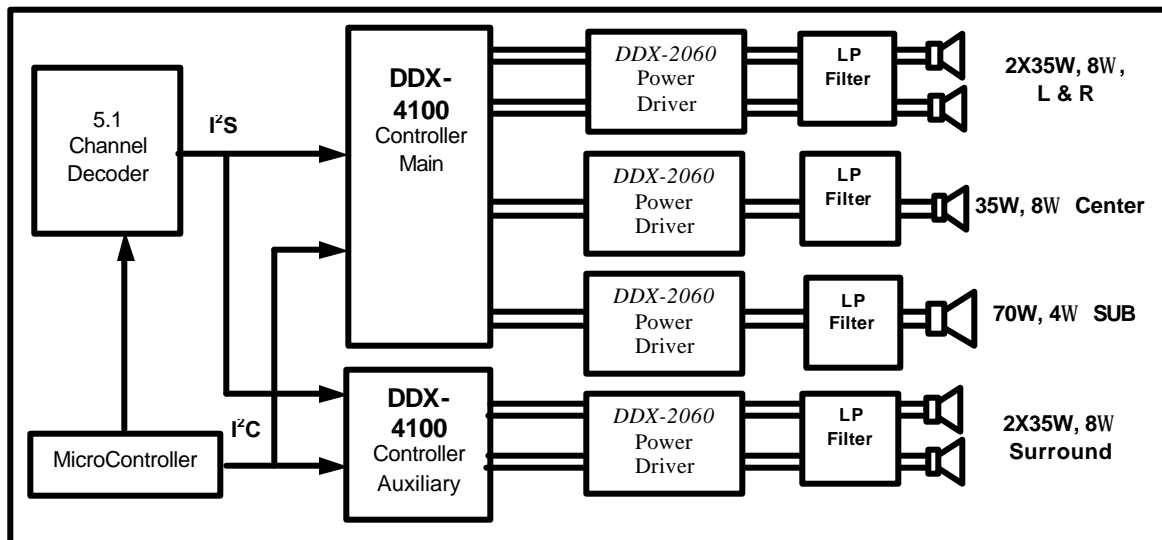 5.1
Channel
Decoder
I²S
MicroController
I²C
DDX-
4100
Controller
Main
DDX-
4100
Controller
Auxiliary
DDX-2060
Power
Driver
LP
Filter
2X35W, 8W,
L & R
DDX-2060
Power
Driver
LP
Filter
35W, 8W Center
DDX-2060
Power
Driver
LP
Filter
70W, 4W SUB
DDX-2060
Power
Driver
LP
Filter
2X35W, 8W
Surround